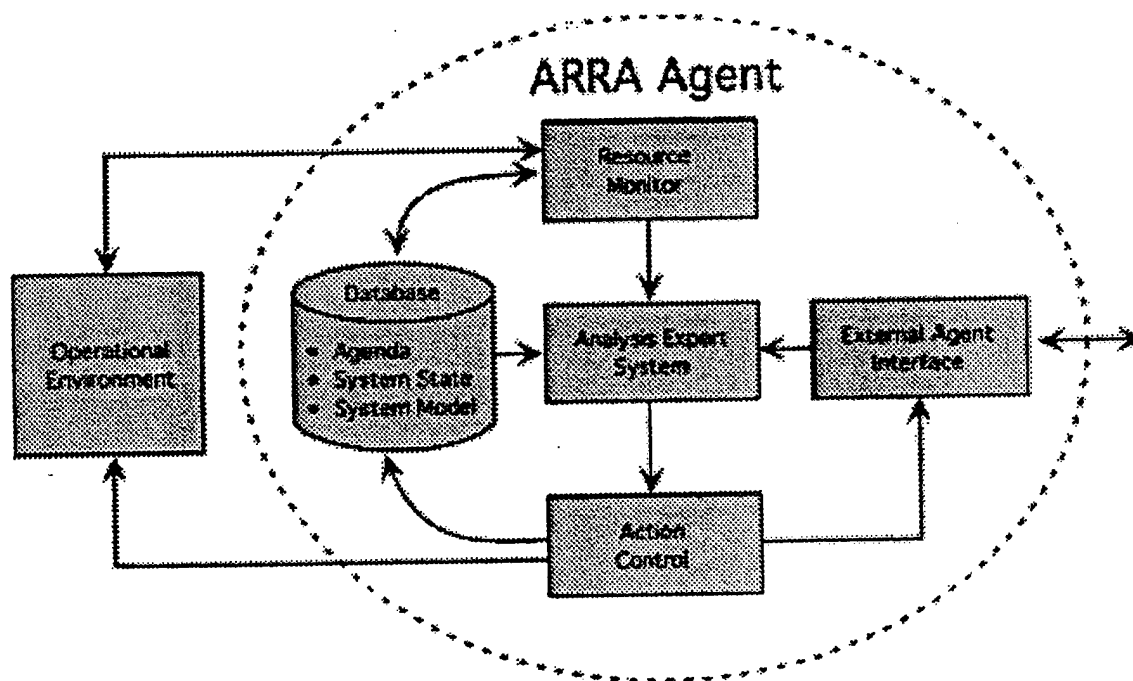 ARRA Agent
Resource
Monitor
Database
• Agenda
• System State
• System Model
Operational
Environment
Analysis Expert
System
External Agent
Interface
Action
Control